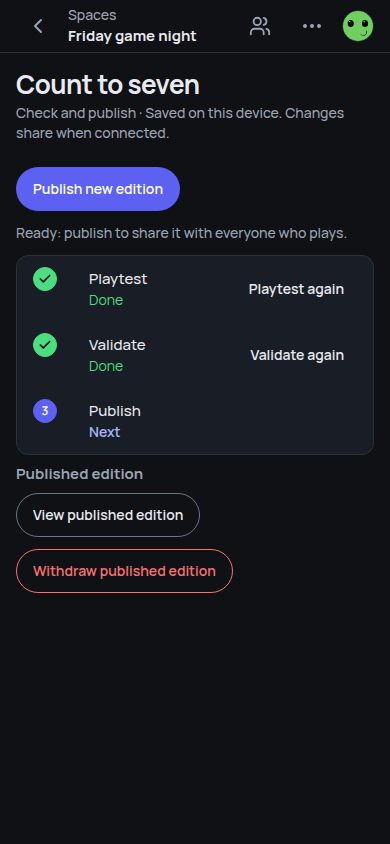 Spaces
Friday game night
Count to seven
Check and publish · Saved on this device. Changes
share when connected.
Publish new edition
Ready: publish to share it with everyone who plays.
Playtest
Done
Playtest again
Validate
Done
Validate again
3
Publish
Next
Published edition
View published edition
Withdraw published edition